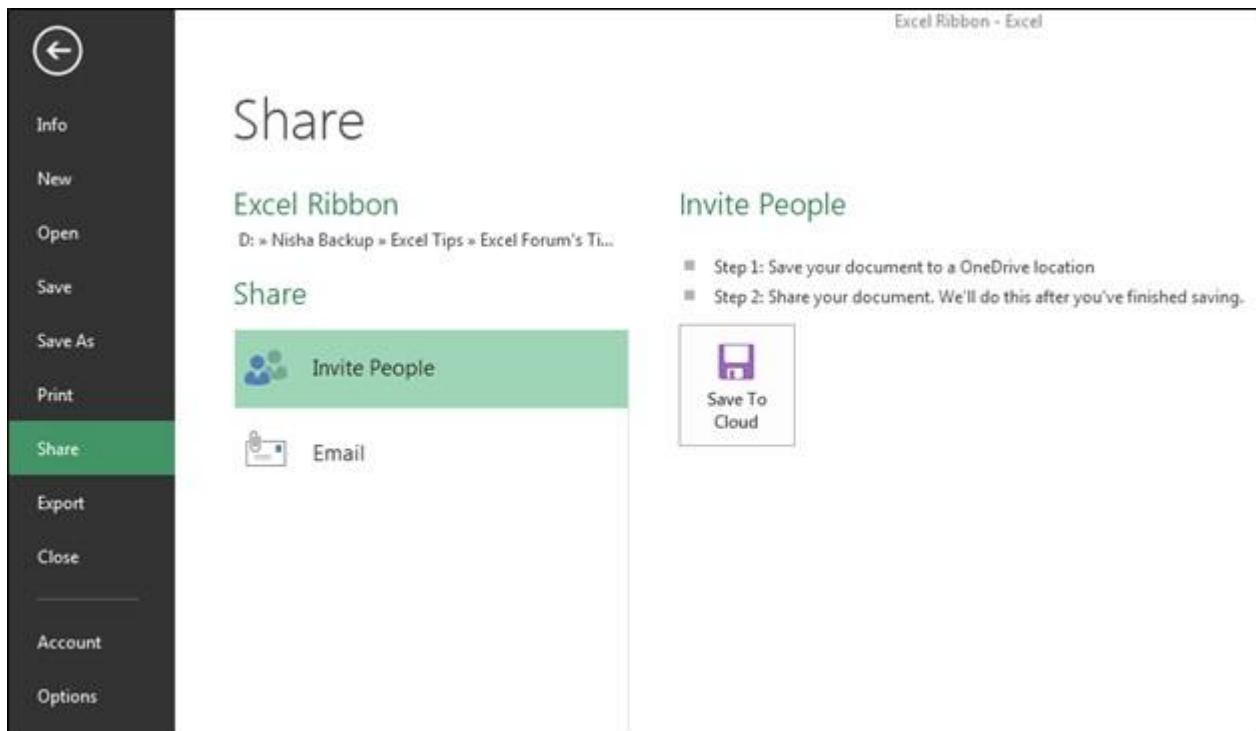 Excel Ribbon - Excel
Info
New
Open
Save
Save As
Print
Share
Export
Close
Account
Options
Share
Excel Ribbon
D: » Nisha Backup » Excel Tips » Excel Forum's Ti...
Share
Invite People
Email
Invite People
Step 1: Save your document to a OneDrive location
Step 2: Share your document. We'll do this after you've finished saving.
Save To
Cloud